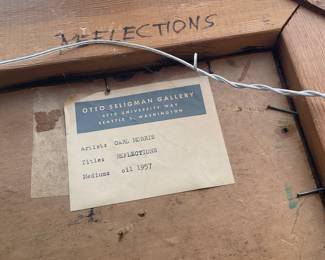 REFLECTIONS
OTTO SELIGMAN GALLERY
4710 UNIVERSITY WAY
SEATTLE 5, WASHINGTON
Artist: CARL MORRIS
Title: REFLECTIONS
Medium: oil 1957